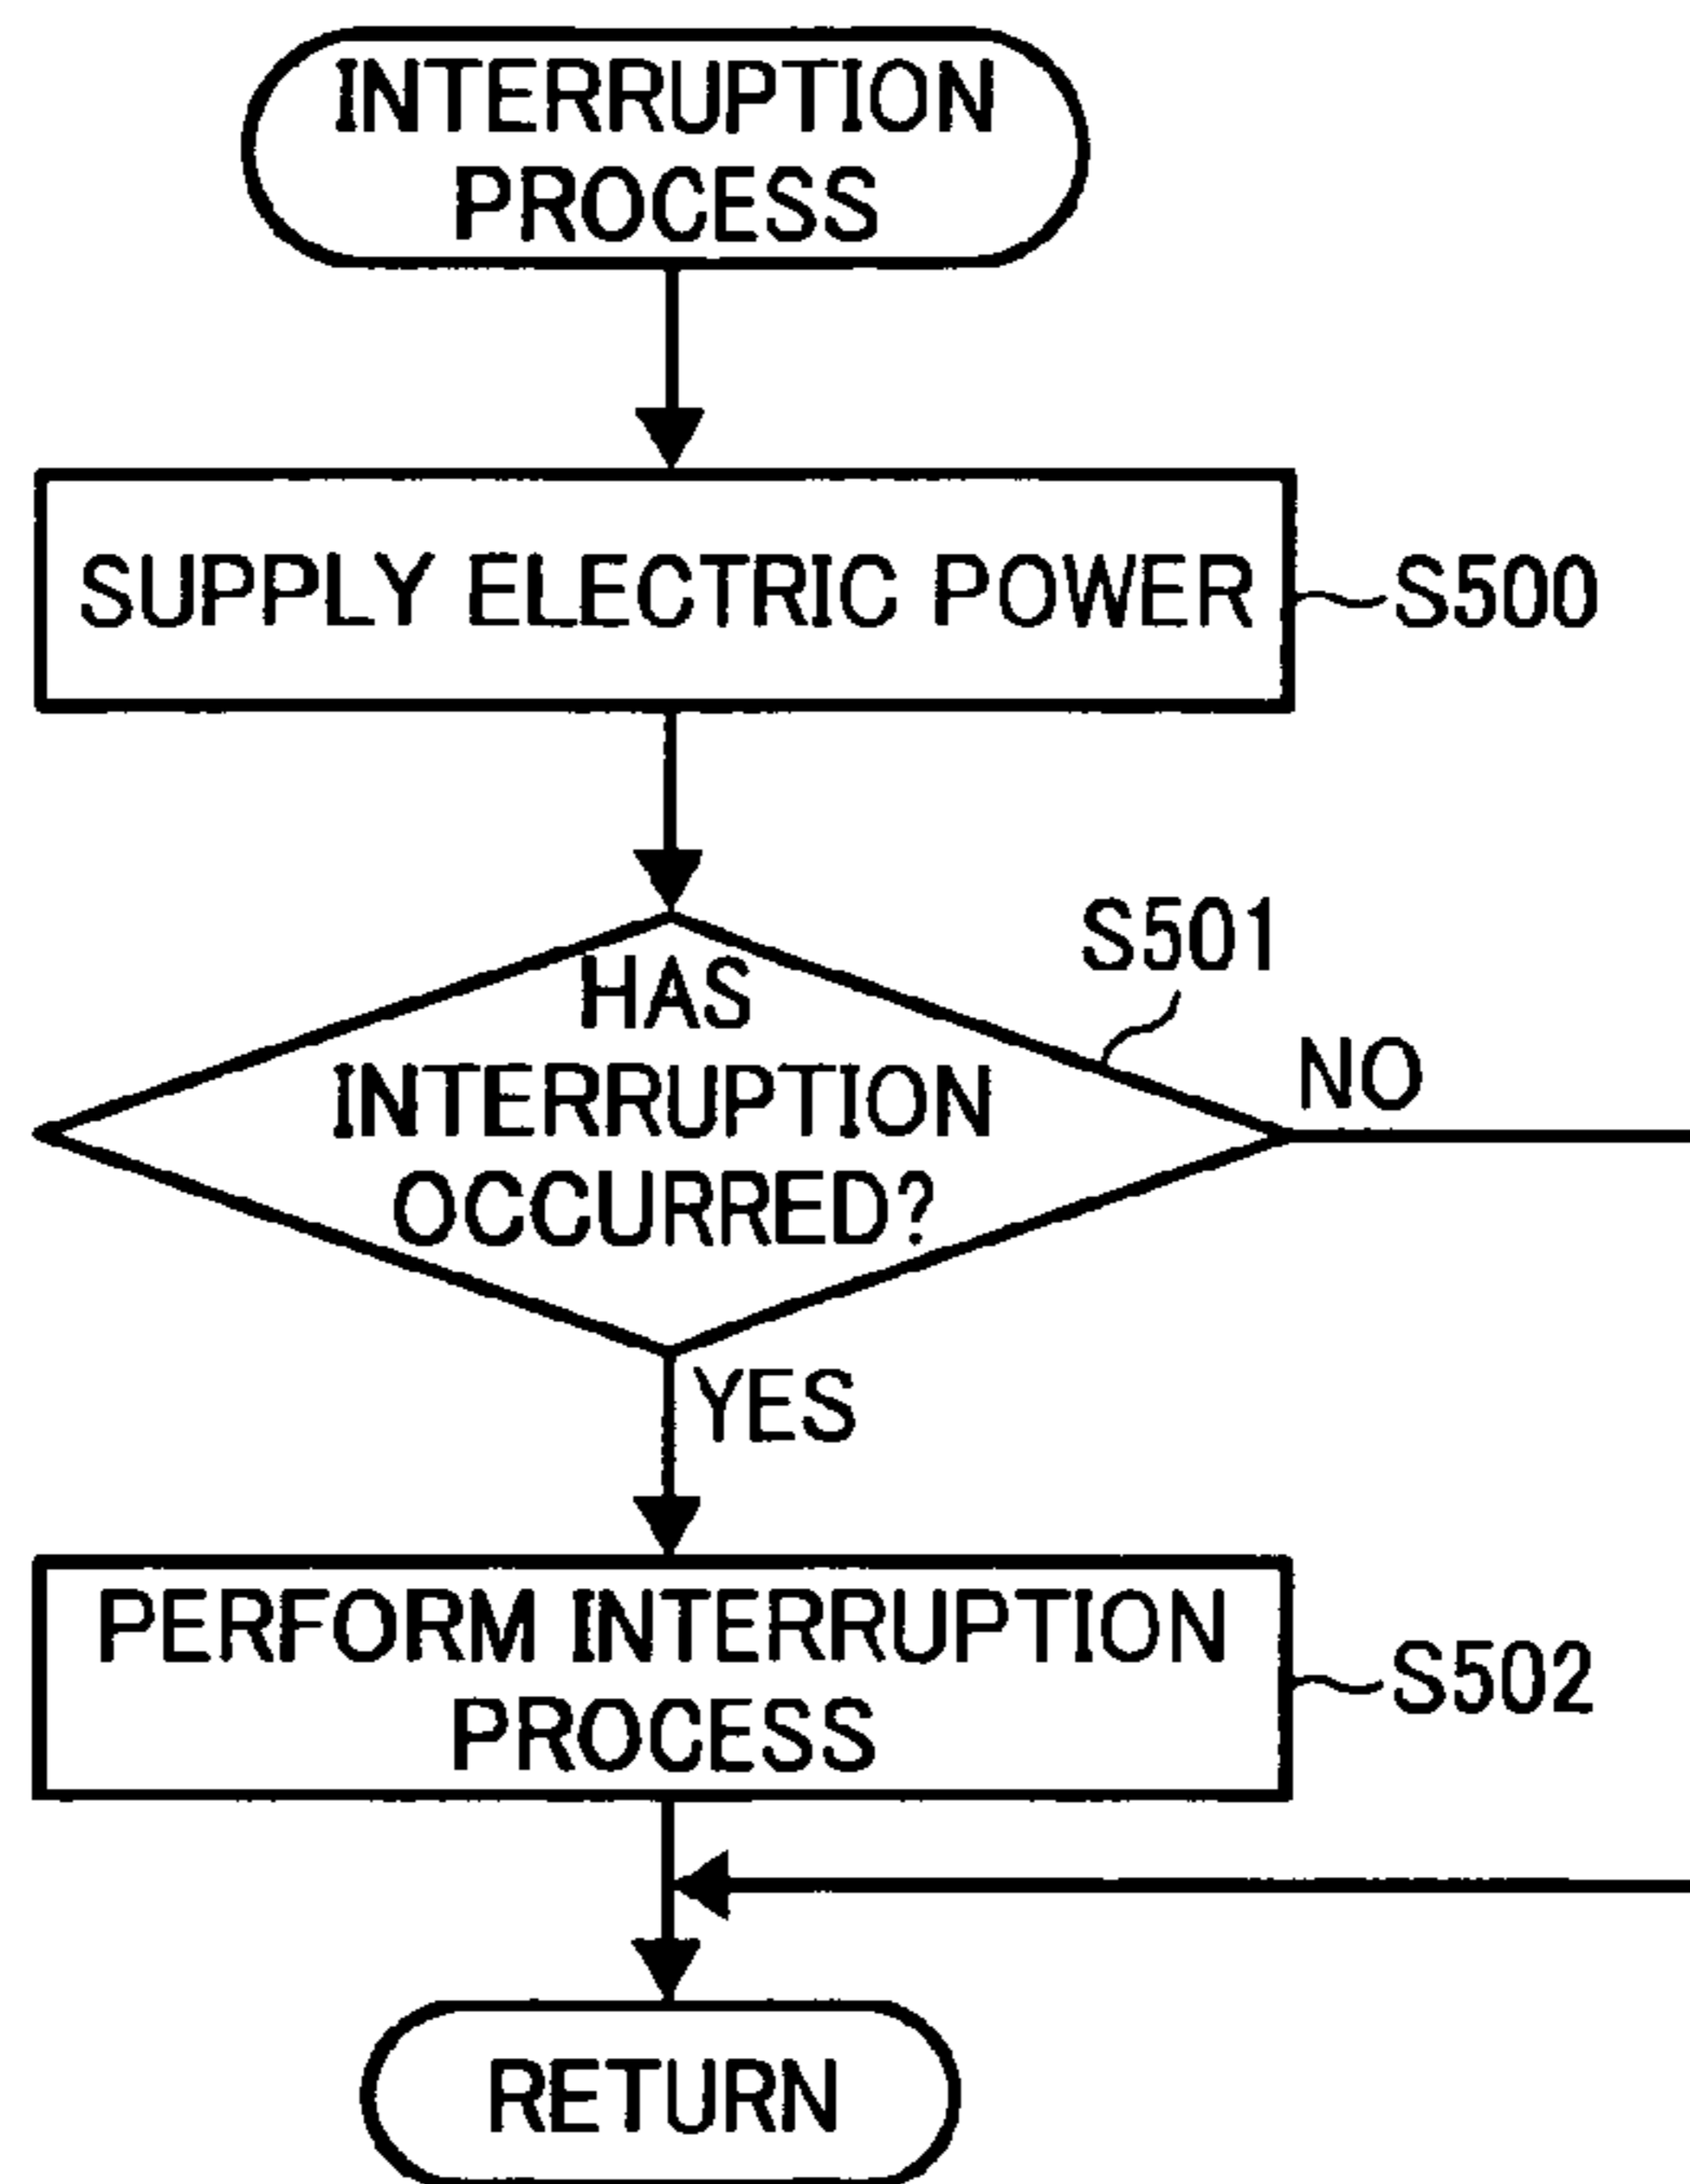 INTERRUPTION
PROCESS
SUPPLY ELECTRIC POWER
S500
S501
HAS
INTERRUPTION
OCCURRED?
NO
YES
PERFORM INTERRUPTION
PROCESS
S502
RETURN